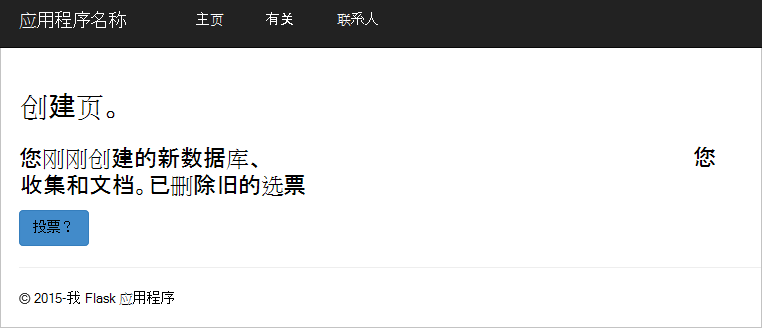 应用程序名称 主页 有关 联系人
创建页。
您刚刚创建的新数据库、 您
收集和文档。已删除旧的选票
投票？
© 2015-我 Flask 应用程序